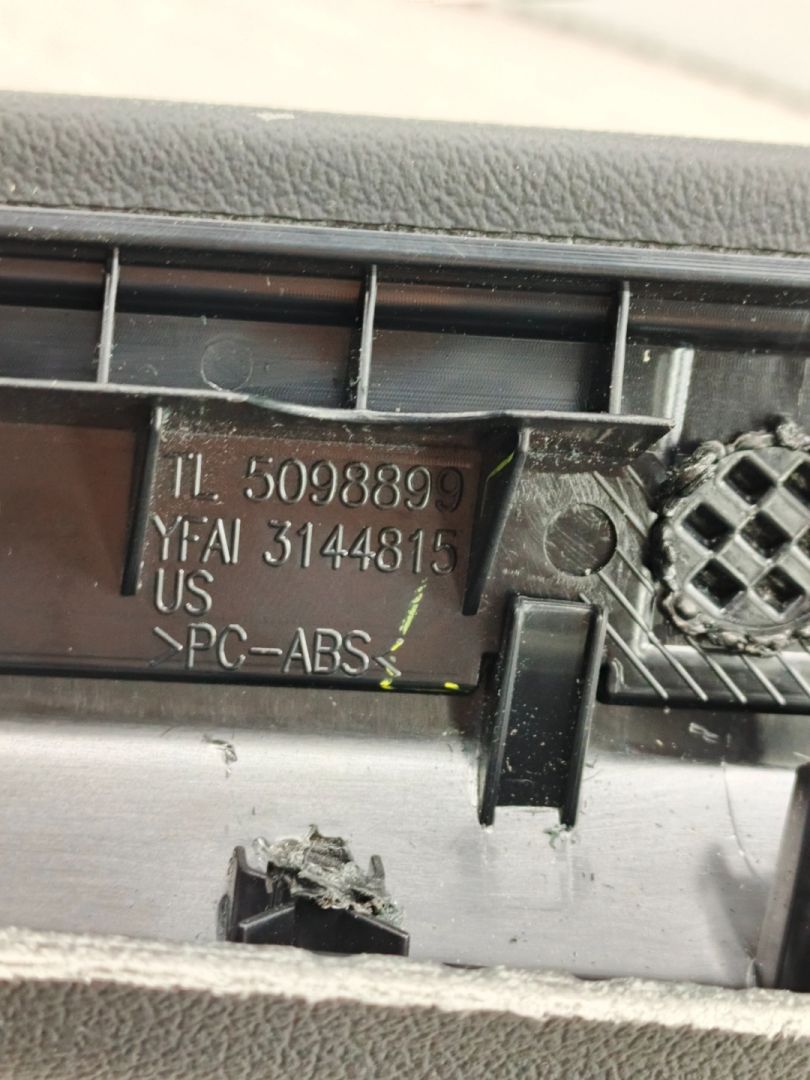 TL 5098899
YFAI 3144815
US
>PC-ABS<